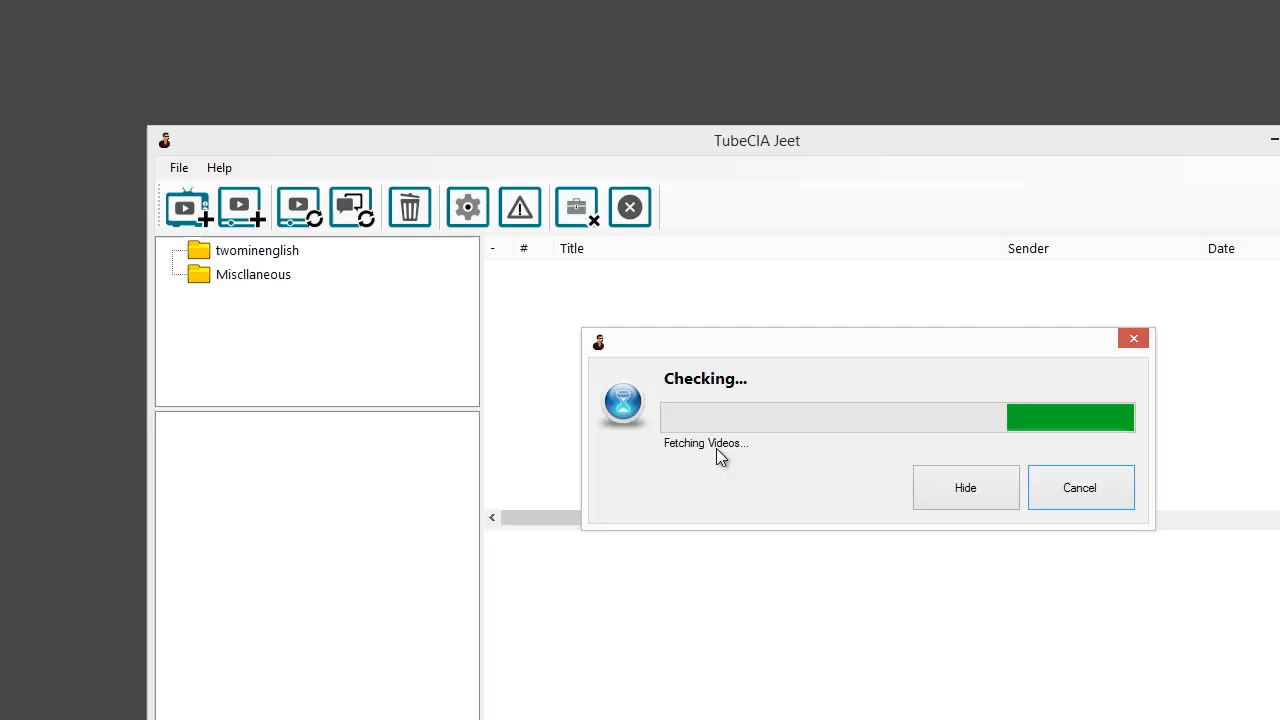 TubeCIA Jeet
File Help
twominenglish
Miscllaneous
- # Title Sender Date
Checking...
Fetching Videos...
Hide Cancel